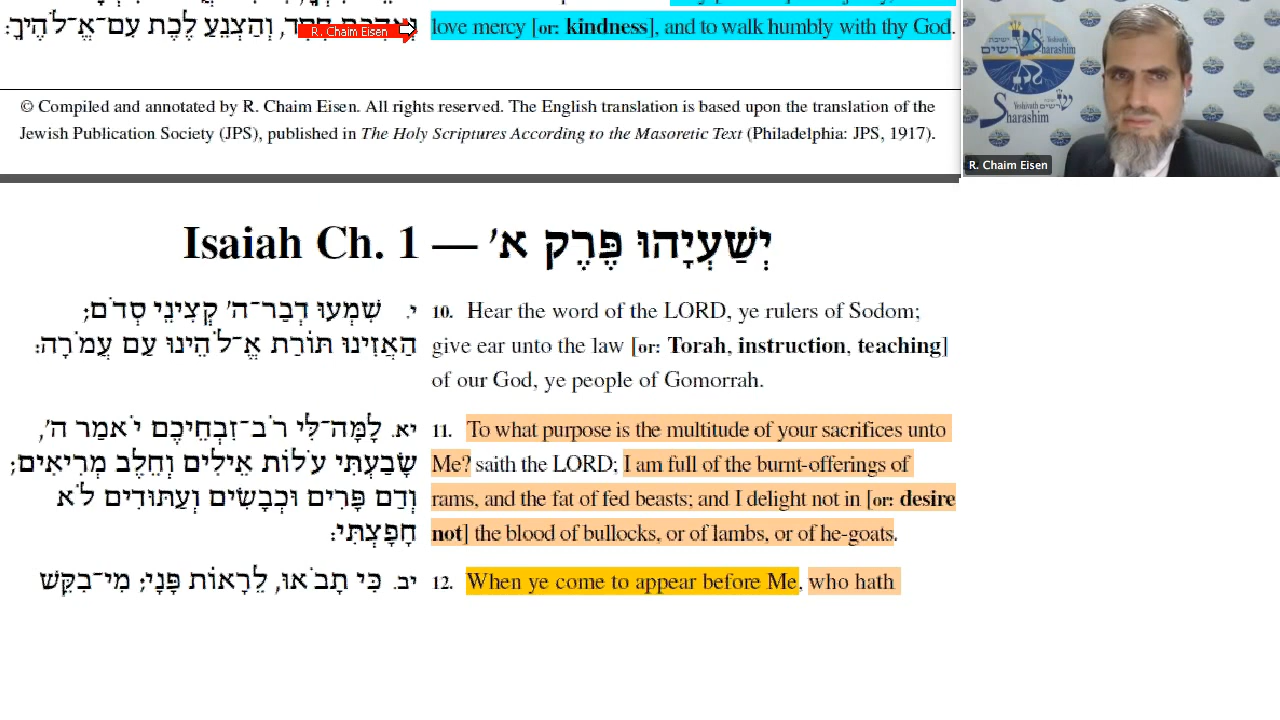 וְאַהֲבַת חֶסֶד, וְהַצְנֵעַ לֶכֶת עִם־אֱ־לֹהֶיךָ:
R. Chaim Eisen
love mercy [or: kindness], and to walk humbly with thy God.
© Compiled and annotated by R. Chaim Eisen. All rights reserved. The English translation is based upon the translation of the
Jewish Publication Society (JPS), published in The Holy Scriptures According to the Masoretic Text (Philadelphia: JPS, 1917).
Yeshivath
Sharashim
ישיבת
שרשים
Yeshivath
Sharashim
R. Chaim Eisen
Isaiah Ch. 1 — יְשַׁעְיָהוּ פֶּרֶק א׳
י. שִׁמְעוּ דְבַר־ה׳ קְצִינֵי סְדֹם;
הַאֲזִינוּ תּוֹרַת אֱ־לֹהֵינוּ עַם עֲמֹרָה:
10. Hear the word of the LORD, ye rulers of Sodom;
give ear unto the law [or: Torah, instruction, teaching]
of our God, ye people of Gomorrah.
יא. לָמָּה־לִּי רֹב־זִבְחֵיכֶם יֹאמַר ה׳,
שָׂבַעְתִּי עֹלוֹת אֵילִים וְחֵלֶב מְרִיאִים;
וְדַם פָּרִים וּכְבָשִׂים וְעַתּוּדִים לֹא
חָפָצְתִּי:
11. To what purpose is the multitude of your sacrifices unto
Me? saith the LORD; I am full of the burnt-offerings of
rams, and the fat of fed beasts; and I delight not in [or: desire
not] the blood of bullocks, or of lambs, or of he-goats.
יב. כִּי תָבֹאוּ, לֵרָאוֹת פָּנָי; מִי־בִקֵּשׁ
12. When ye come to appear before Me, who hath